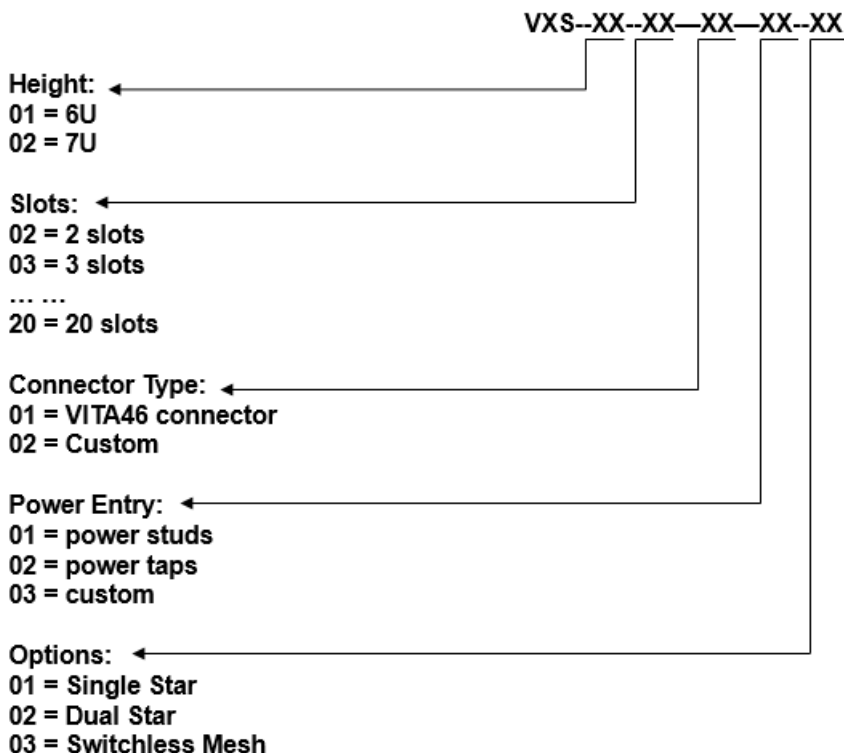 VXS--XX--XX—XX—XX--XX
Height:
01 = 6U
02 = 7U
Slots:
02 = 2 slots
03 = 3 slots
... ...
20 = 20 slots
Connector Type:
01 = VITA46 connector
02 = Custom
Power Entry:
01 = power studs
02 = power taps
03 = custom
Options:
01 = Single Star
02 = Dual Star
03 = Switchless Mesh